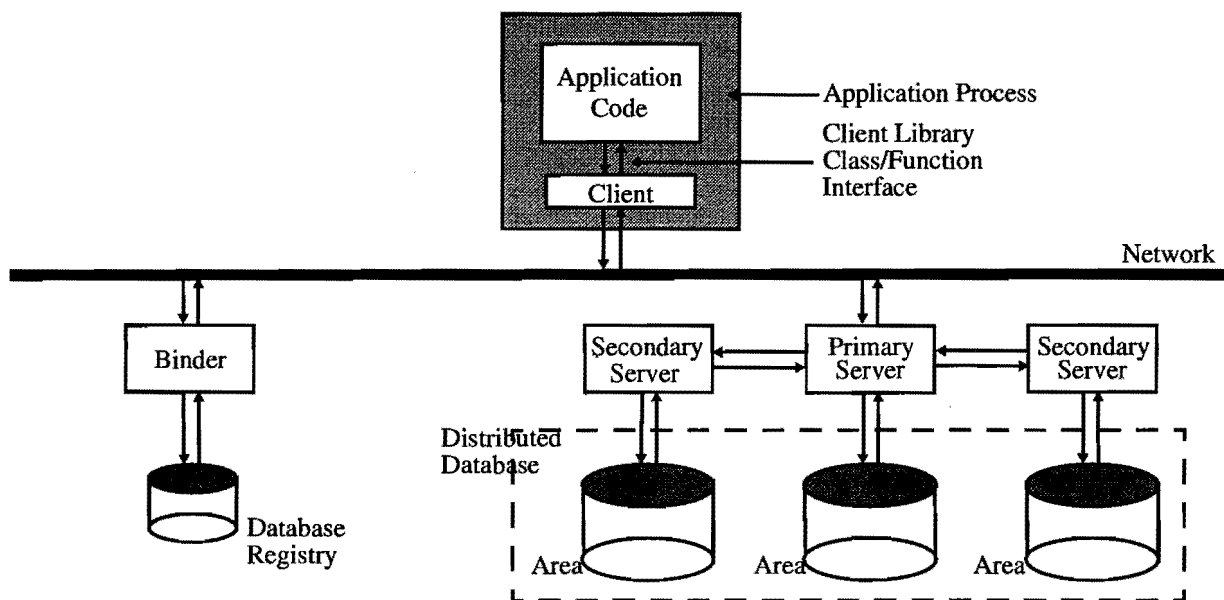 Application
Code
Application Process
Client Library
Class/Function
Interface
Client
Network
Binder
Secondary
Server
Primary
Server
Secondary
Server
Distributed
Database
Database
Registry
Area
Area
Area